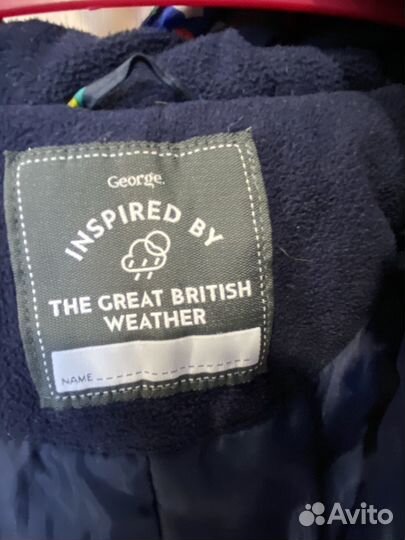 George.
INSPIRED BY
THE GREAT BRITISH
WEATHER
NAME
Avito